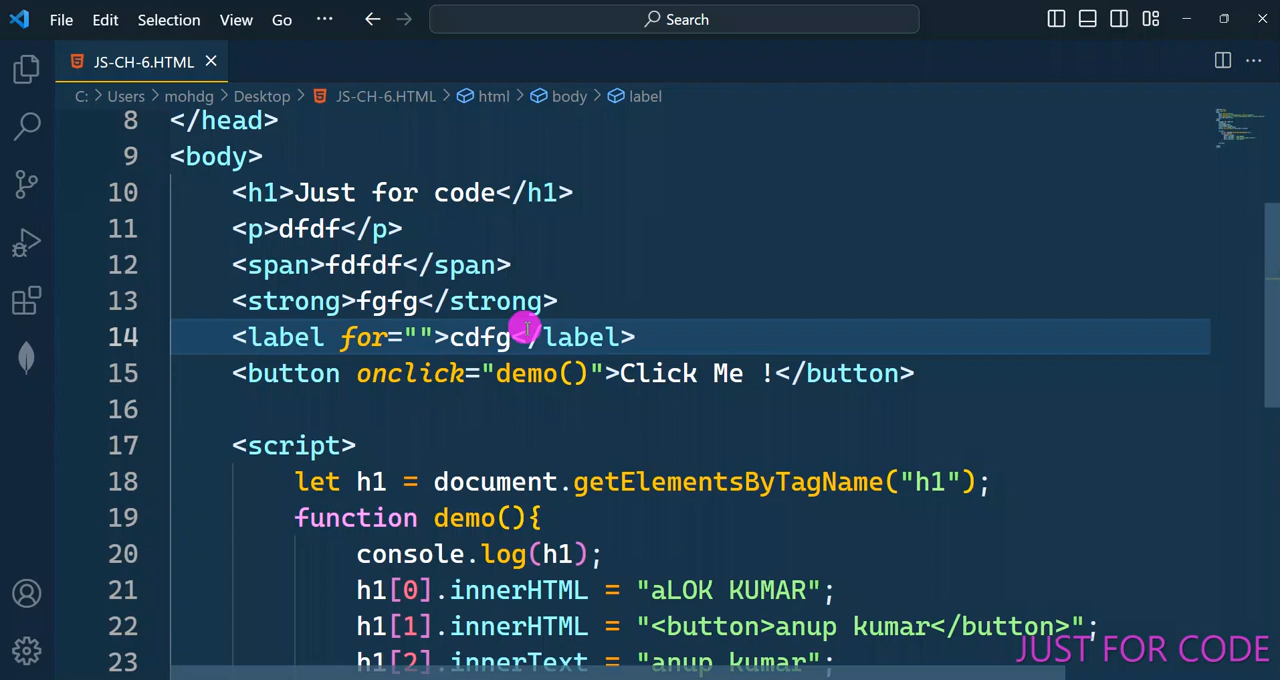 File Edit Selection View Go ··· Search
JS-CH-6.HTML
C: > Users > mohdg > Desktop > JS-CH-6.HTML > html > body > label
8 </head>
9 <body>
10 <h1>Just for code</h1>
11 <p>dfdf</p>
12 <span>fdfdf</span>
13 <strong>fgfg</strong>
14 <label for="">cdfg</label>
15 <button onclick="demo()">Click Me !</button>
16
17 <script>
18 let h1 = document.getElementsByTagName("h1");
19 function demo(){
20 console.log(h1);
21 h1[0].innerHTML = "aLOK KUMAR";
22 h1[1].innerHTML = "<button>anup kumar</button>";
23 h1[2].innerText = "anup kumar";
JUST FOR CODE